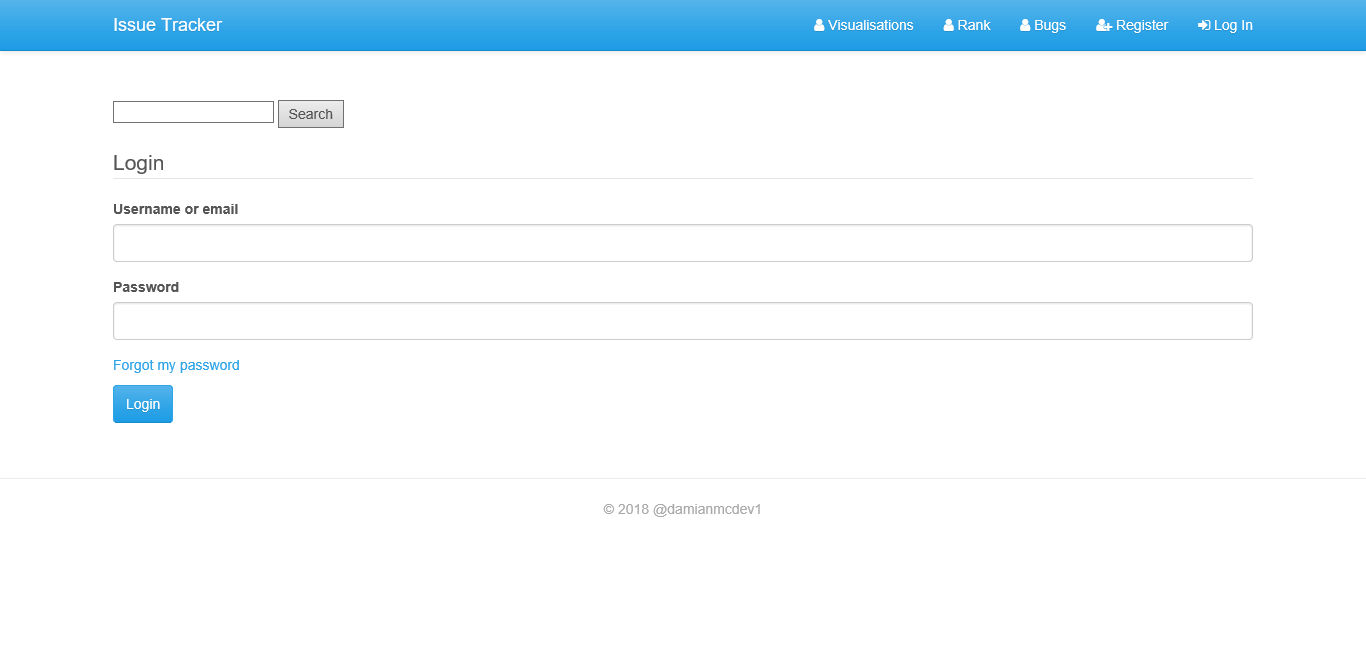 Issue Tracker Visualisations Rank Bugs Register Log In
Search
Login
Username or email
Password
Forgot my password
Login
© 2018 @damianmcdev1